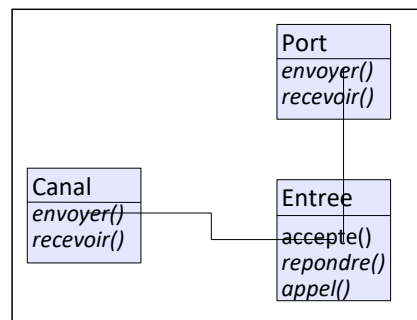 Port
envoyer()
recevoir()
Canal
envoyer()
recevoir()
Entree
accepte()
repondre()
appel()